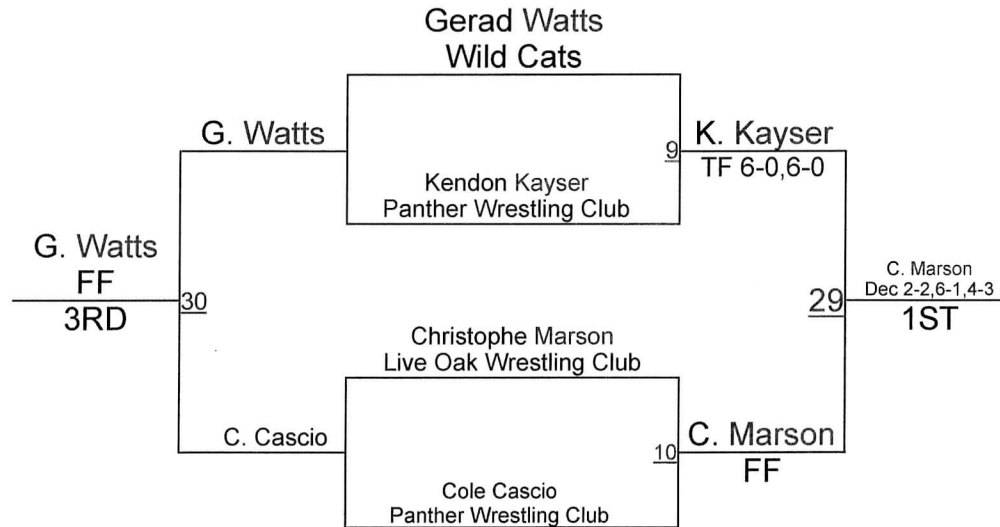 Gerad Watts
Wild Cats
G. Watts
9
K. Kayser
TF 6-0,6-0
Kendon Kayser
Panther Wrestling Club
G. Watts
FF
3RD
30
C. Marson
Dec 2-2,6-1,4-3
1ST
29
Christophe Marson
Live Oak Wrestling Club
C. Cascio
10
C. Marson
FF
Cole Cascio
Panther Wrestling Club